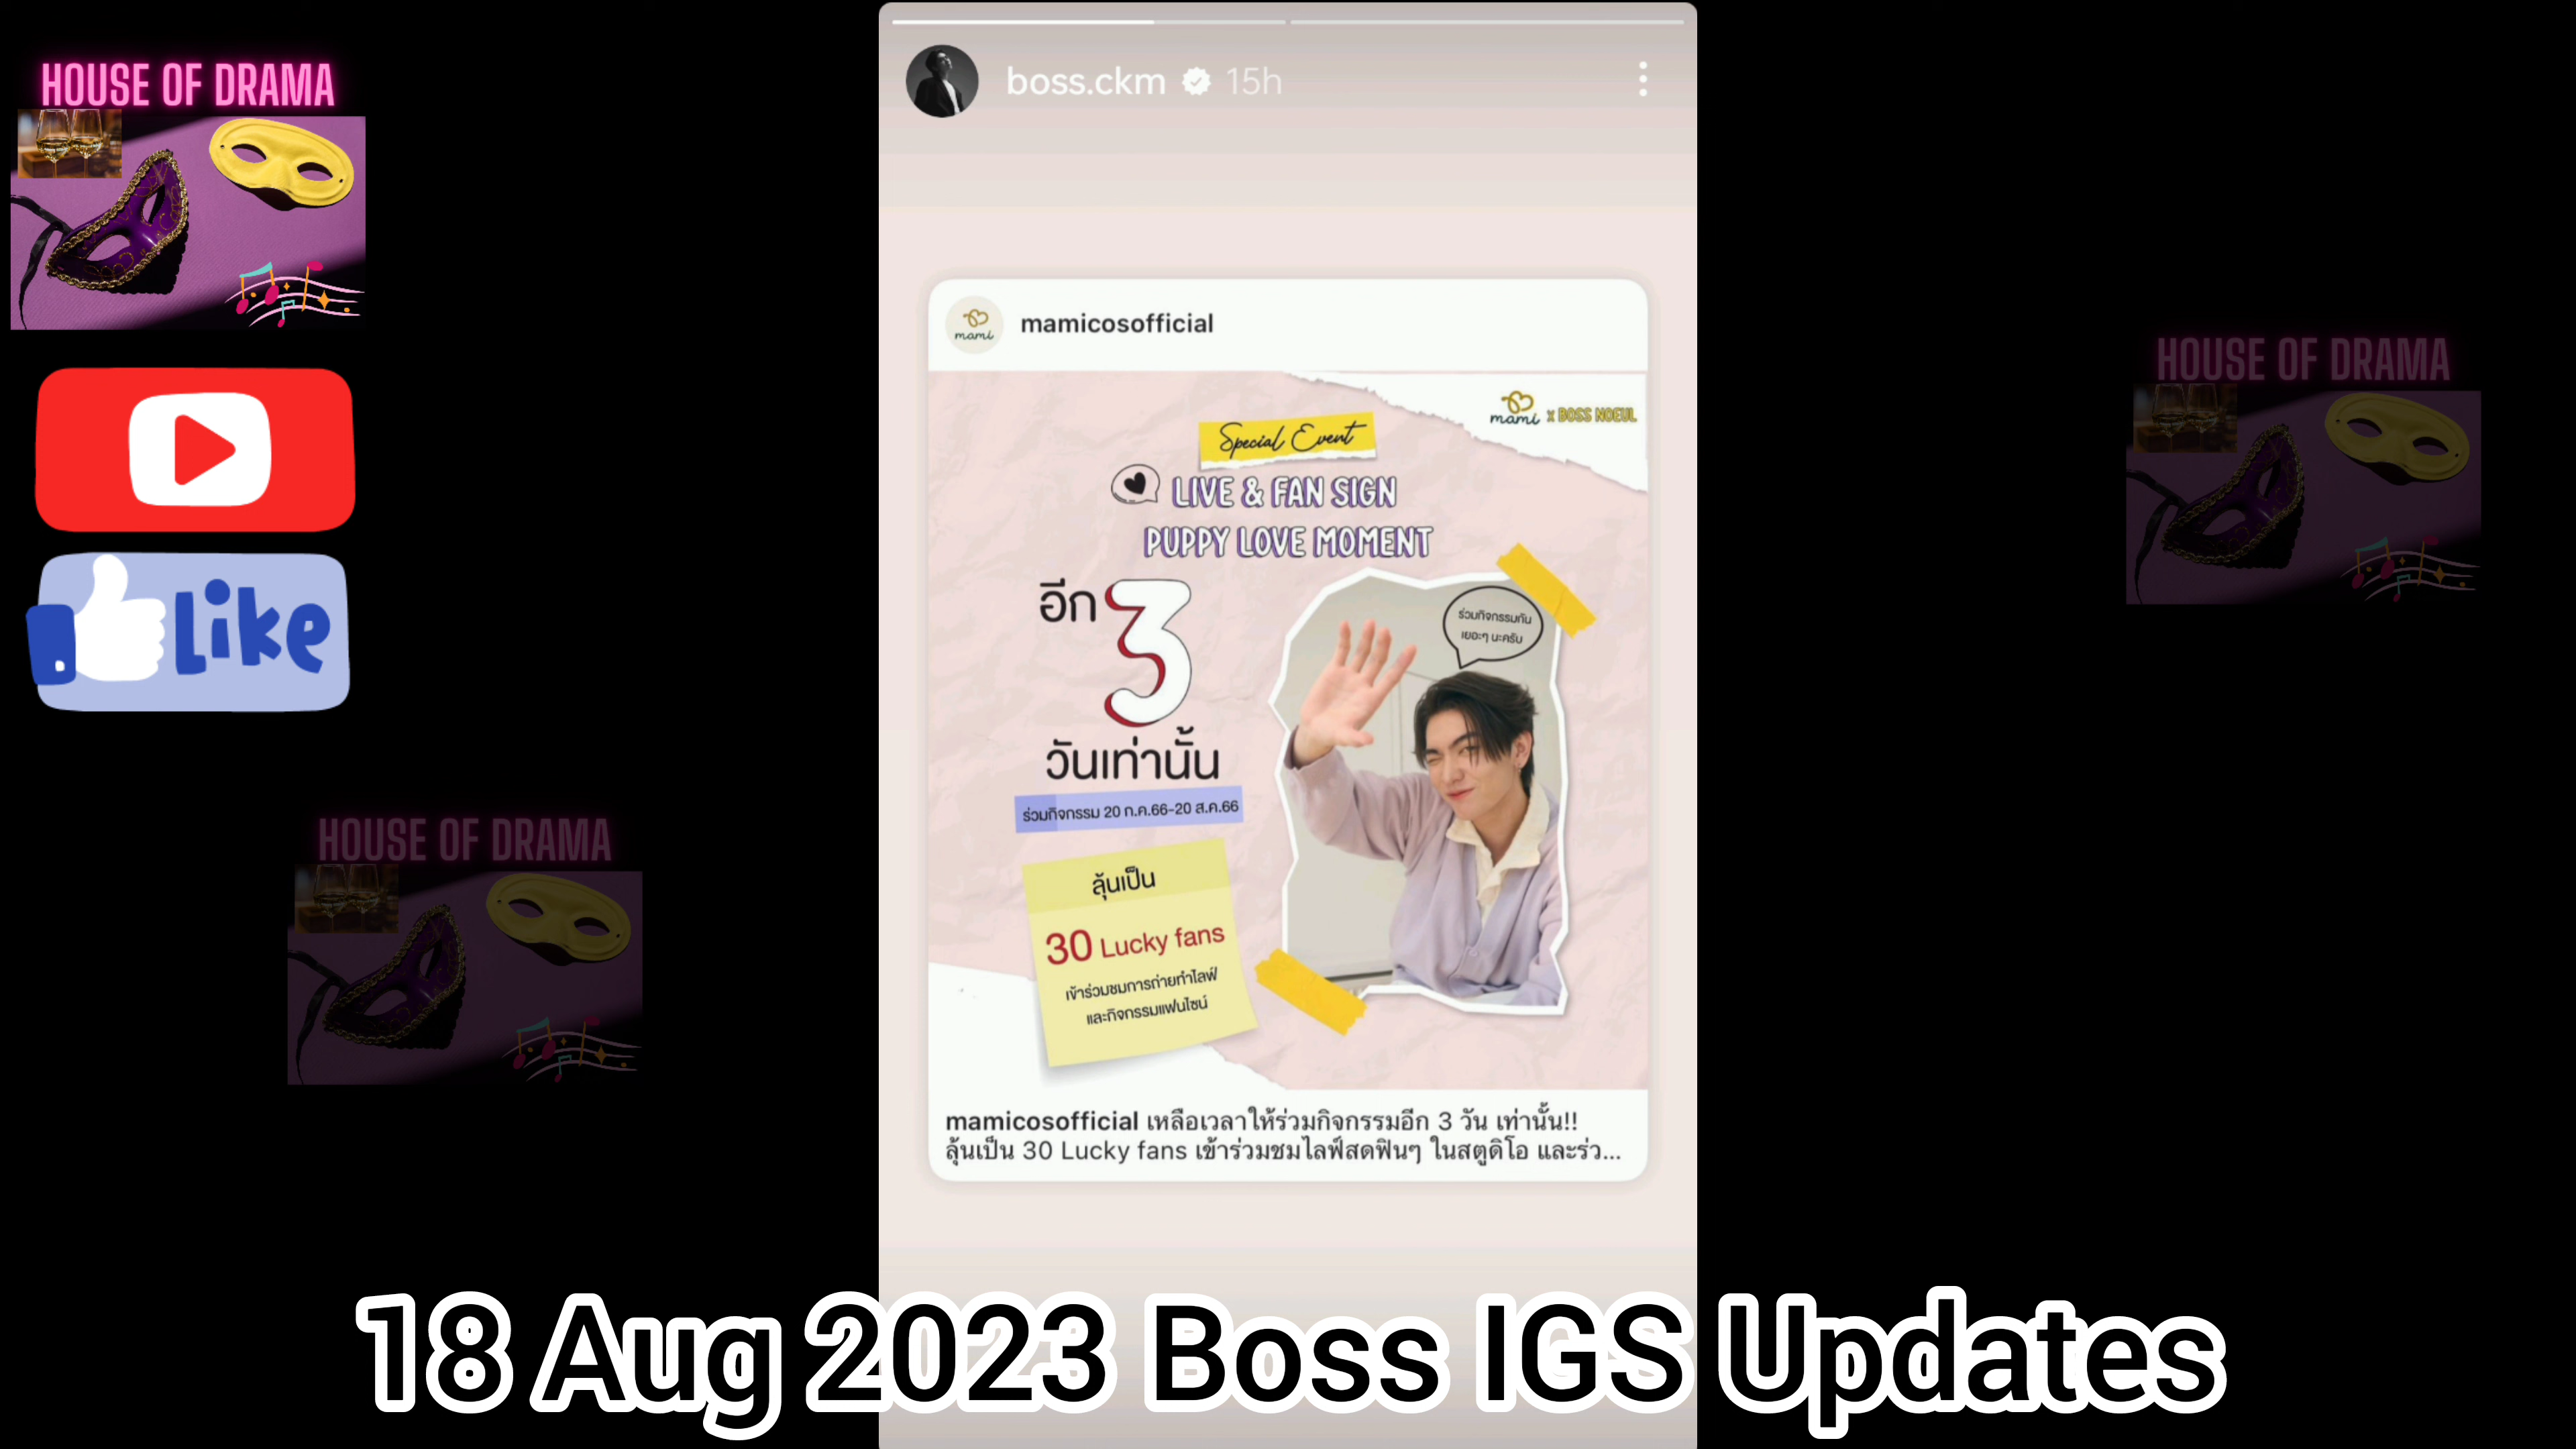 HOUSE OF DRAMA
Like
boss.ckm 15h
mami
mamicosofficial
mami x BOSS NOEUL
Special Event
LIVE & FAN SIGN
PUPPY LOVE MOMENT
อีก 3
วันเท่านั้น
ร่วมกิจกรรมกัน
เยอะๆ นะครับ
ร่วมกิจกรรม 20 ก.ค.66-20 ส.ค.66
ลุ้นเป็น
30 Lucky fans
เข้าร่วมชมการถ่ายทำไลฟ์
และกิจกรรมแฟนไซน์
mamicosofficial เหลือเวลาให้ร่วมกิจกรรมอีก 3 วัน เท่านั้น!!
ลุ้นเป็น 30 Lucky fans เข้าร่วมชมไลฟ์สดฟินๆ ในสตูดิโอ และร่ว...
HOUSE OF DRAMA
HOUSE OF DRAMA
18 Aug 2023 Boss IGS Updates